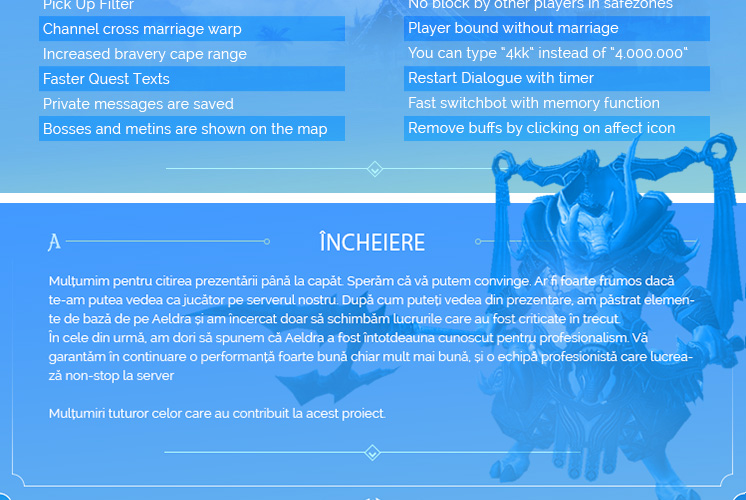 Pick Up Filter
Channel cross marriage warp
Increased bravery cape range
Faster Quest Texts
Private messages are saved
Bosses and metins are shown on the map
No block by other players in safezones
Player bound without marriage
You can type "4kk" instead of "4.000.000"
Restart Dialogue with timer
Fast switchbot with memory function
Remove buffs by clicking on affect icon
A
ÎNCHEIERE
Mulțumim pentru citirea prezentării până la capăt. Sperăm că vă putem convinge. Ar fi foarte frumos dacă
te-am putea vedea ca jucător pe serverul nostru. După cum puteți vedea din prezentare, am păstrat elemen-
te de bază de pe Aeldra și am încercat doar să schimbăm lucrurile care au fost criticate în trecut.
În cele din urmă, am dori să spunem că Aeldra a fost întotdeauna cunoscut pentru profesionalism. Vă
garantăm în continuare o performanță foarte bună chiar mult mai bună, și o echipă profesionistă care lucrea-
ză non-stop la server
Mulțumiri tuturor celor care au contribuit la acest proiect.